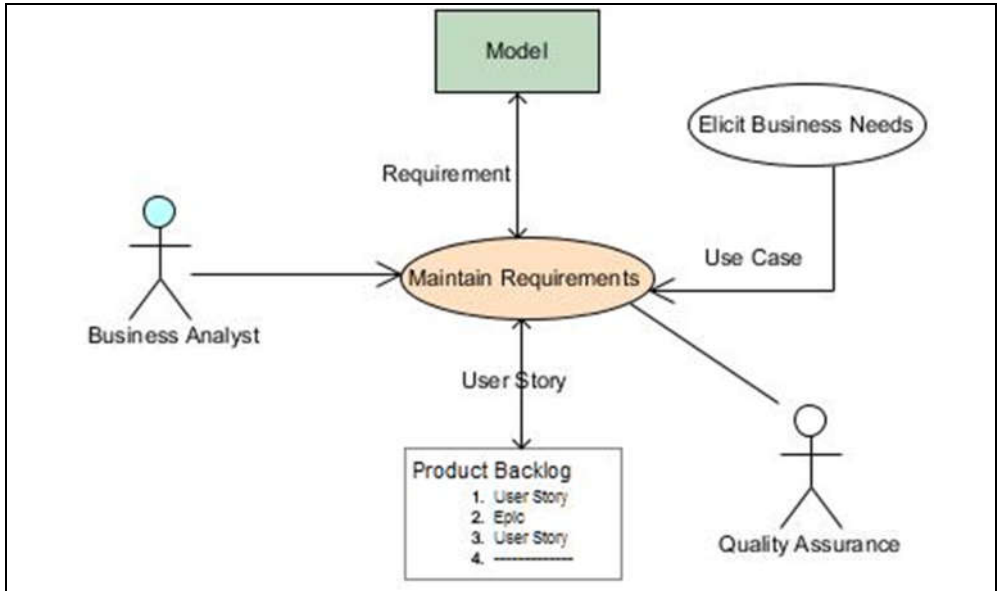 Model
Elicit Business Needs
Requirement
Use Case
Maintain Requirements
Business Analyst
User Story
Product Backlog
1. User Story
2. Epic
3. User Story
4. --------------
Quality Assurance